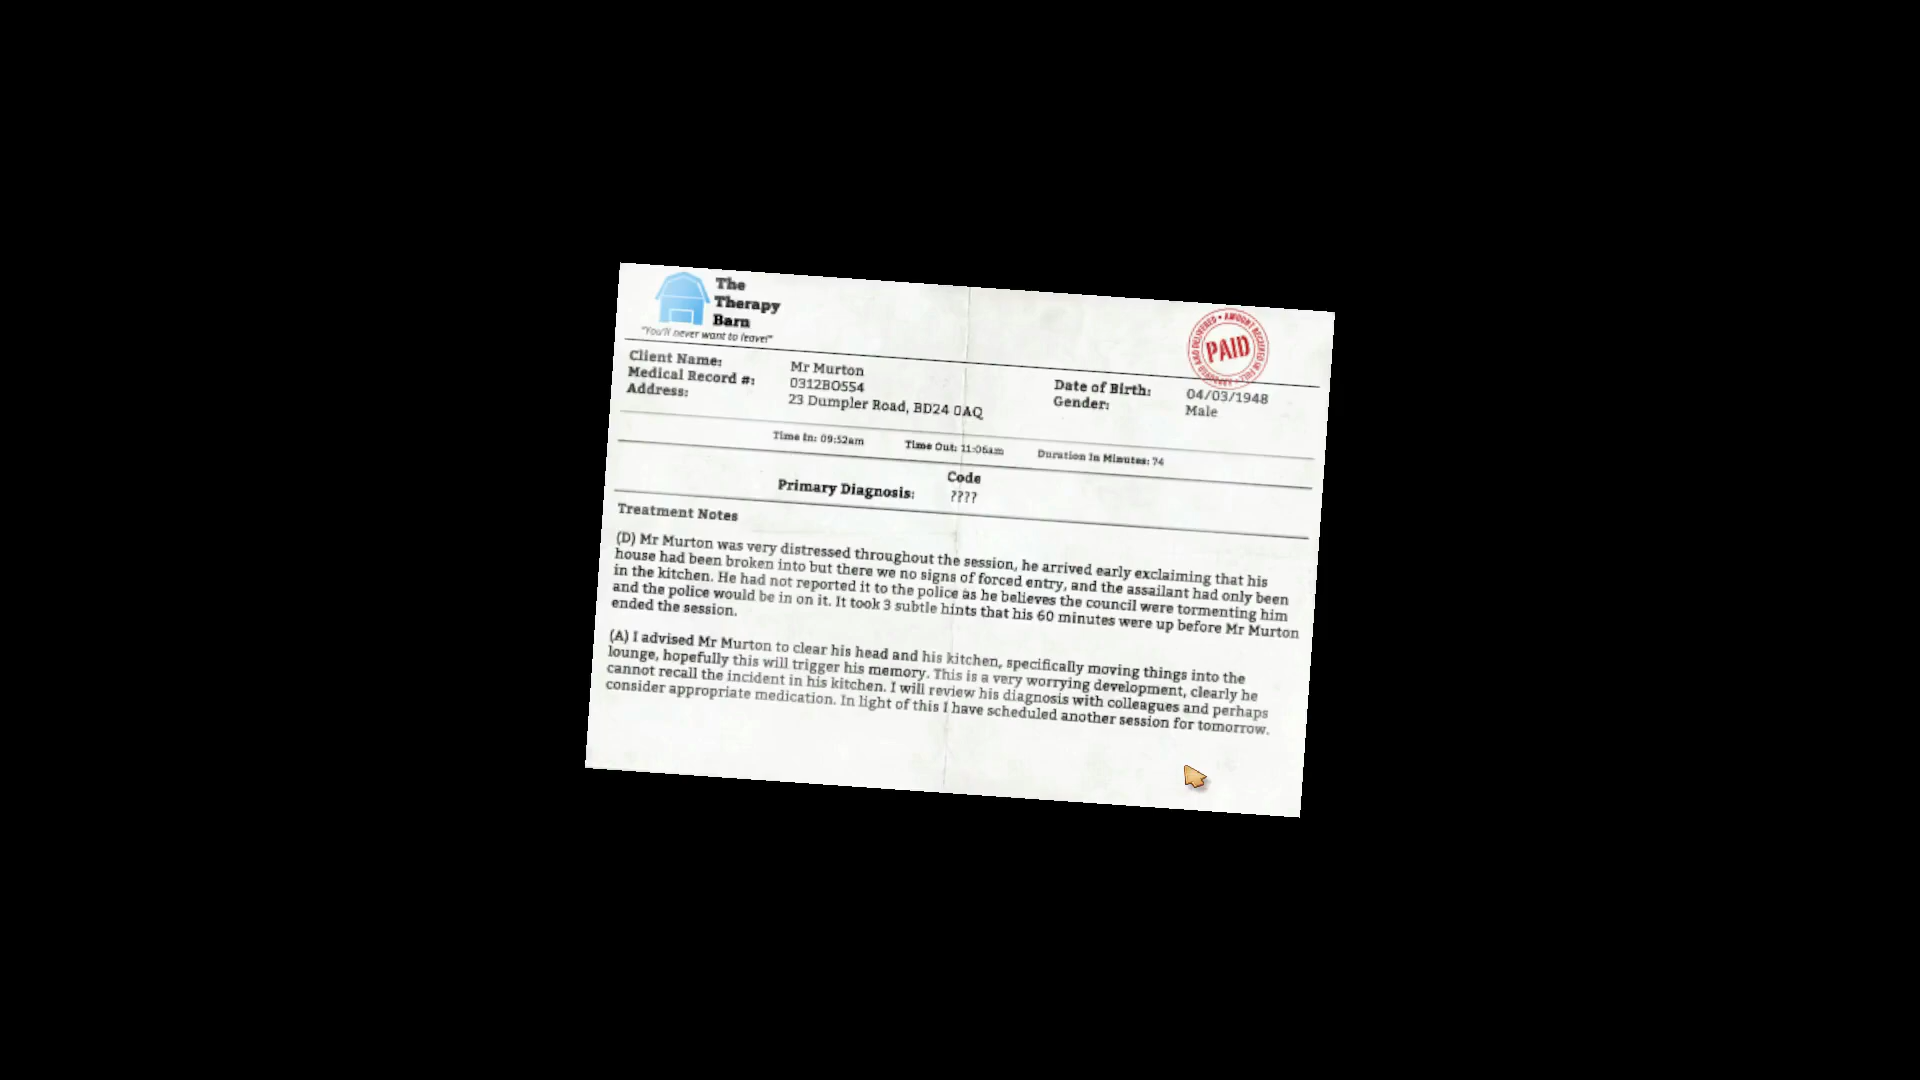 The
Therapy
Barn
"You'll never want to leave!"
PAID
Client Name: Mr Murton
Medical Record #: 0312BO554
Address: 23 Dumpler Road, BD24 0AQ
Date of Birth: 04/03/1948
Gender: Male
Time In: 09:52am Time Out: 11:06am Duration In Minutes: 74
Code
Primary Diagnosis: ????
Treatment Notes
(D) Mr Murton was very distressed throughout the session, he arrived early exclaiming that his
house had been broken into but there we no signs of forced entry, and the assailant had only been
in the kitchen. He had not reported it to the police as he believes the council were tormenting him
and the police would be in on it. It took 3 subtle hints that his 60 minutes were up before Mr Murton
ended the session.
(A) I advised Mr Murton to clear his head and his kitchen, specifically moving things into the
lounge, hopefully this will trigger his memory. This is a very worrying development, clearly he
cannot recall the incident in his kitchen. I will review his diagnosis with colleagues and perhaps
consider appropriate medication. In light of this I have scheduled another session for tomorrow.